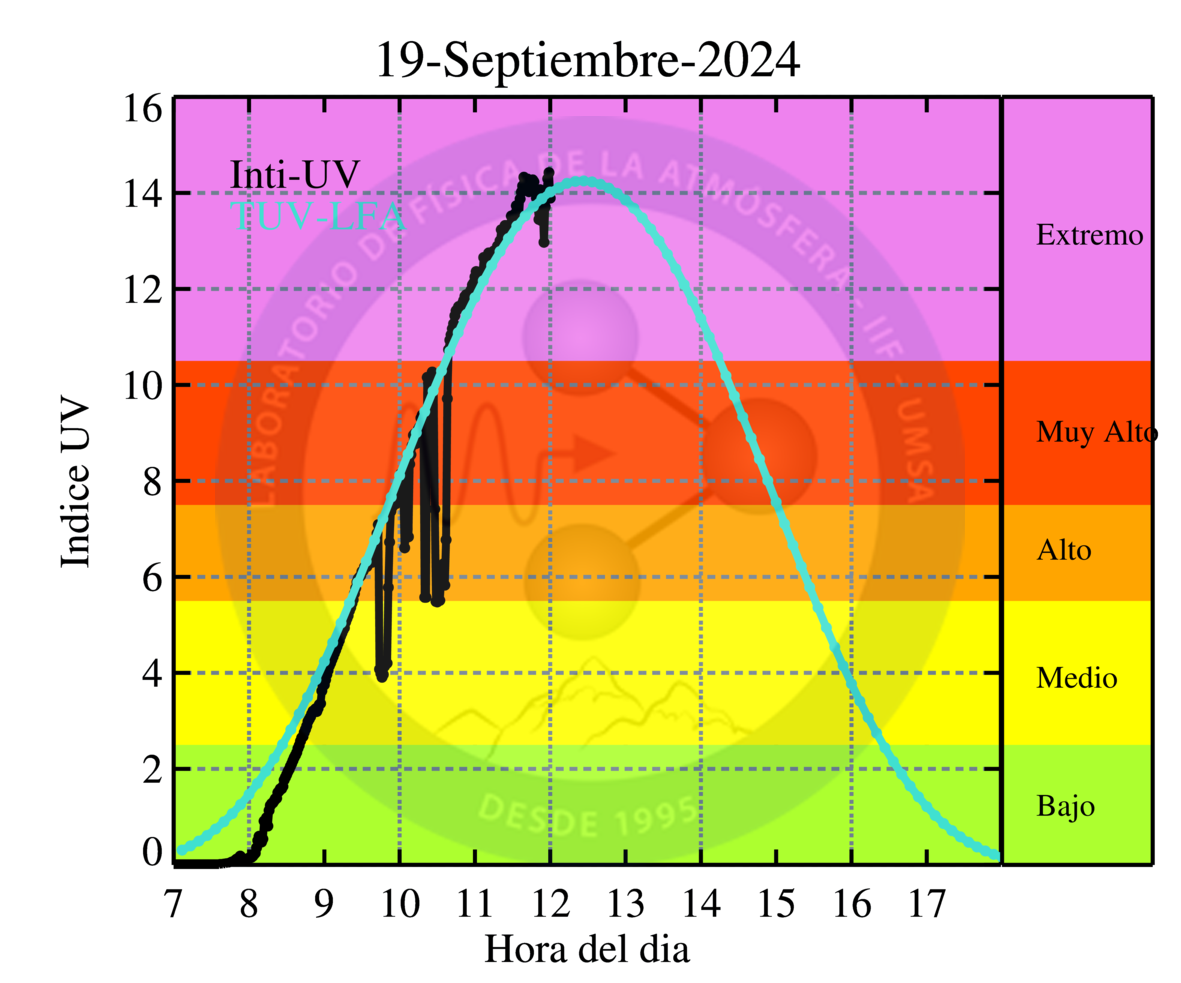 19-Septiembre-2024
16
14
12
10
8
6
4
2
0
Indice UV
Inti-UV
TUV-LFA
LABORATORIO DE FÍSICA DE LA ATMÓSFERA - IIF - UMSA
DESDE 1995
Extremo
Muy Alto
Alto
Medio
Bajo
7 8 9 10 11 12 13 14 15 16 17
Hora del dia